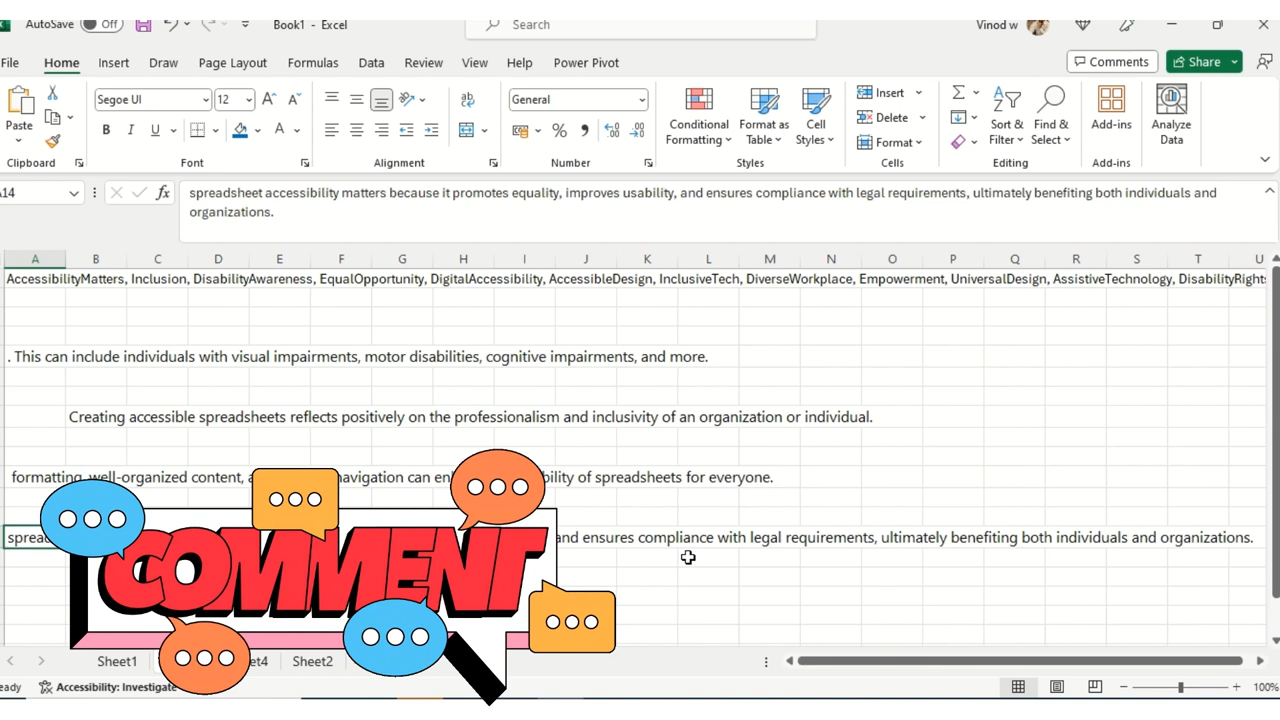 AutoSave Off Book1 - Excel Search Vinod w
File Home Insert Draw Page Layout Formulas Data Review View Help Power Pivot Comments Share
Segoe UI 12 General
Paste Conditional Formatting Format as Table Cell Styles Insert Delete Format Sort & Filter Find & Select Add-ins Analyze Data
Clipboard Font Alignment Number Styles Cells Editing Add-ins
A14 fx spreadsheet accessibility matters because it promotes equality, improves usability, and ensures compliance with legal requirements, ultimately benefiting both individuals and
organizations.
A B C D E F G H I J K L M N O P Q R S T U
AccessibilityMatters, Inclusion, DisabilityAwareness, EqualOpportunity, DigitalAccessibility, AccessibleDesign, InclusiveTech, DiverseWorkplace, Empowerment, UniversalDesign, AssistiveTechnology, DisabilityRights
. This can include individuals with visual impairments, motor disabilities, cognitive impairments, and more.
Creating accessible spreadsheets reflects positively on the professionalism and inclusivity of an organization or individual.
formatting, well-organized content, navigation can of spreadsheets for everyone.
and ensures compliance with legal requirements, ultimately benefiting both individuals and organizations.
COMMENT
Sheet1 Sheet2
Accessibility: Investigate 100%